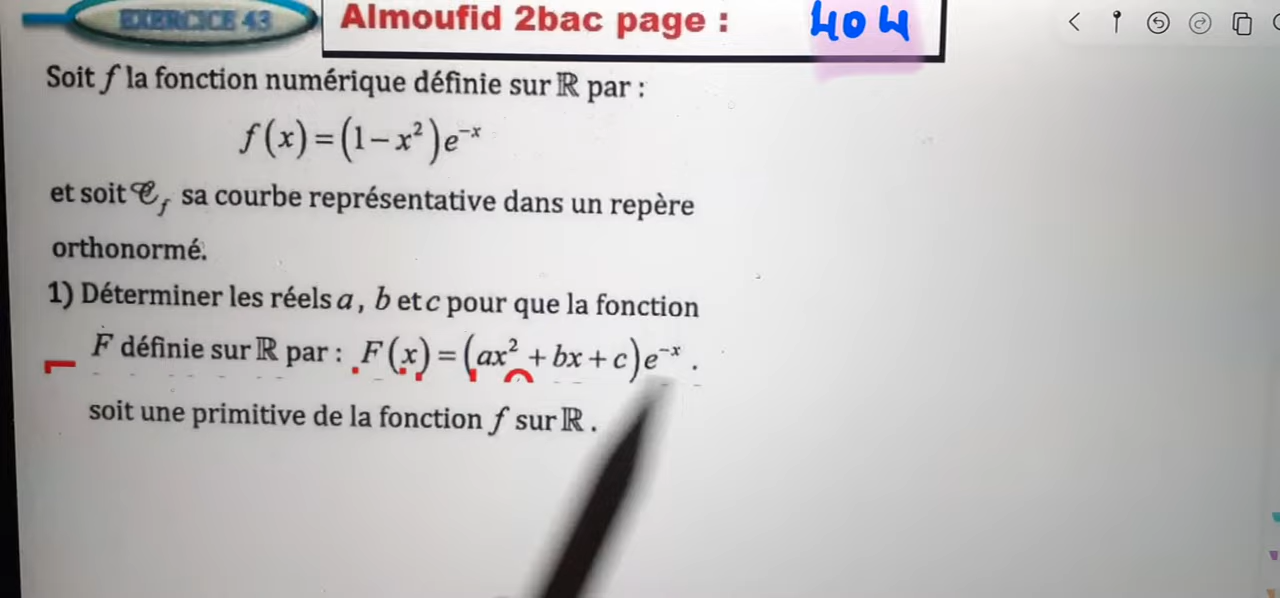 EXERCICE 43
Almoufid 2bac page : 404
Soit f la fonction numérique définie sur ℝ par :
f(x) = (1 − x²)e⁻ˣ
et soit 𝒞f sa courbe représentative dans un repère
orthonormé.
1) Déterminer les réels a , b et c pour que la fonction
F définie sur ℝ par : F(x) = (ax² + bx + c)e⁻ˣ .
soit une primitive de la fonction f sur ℝ .